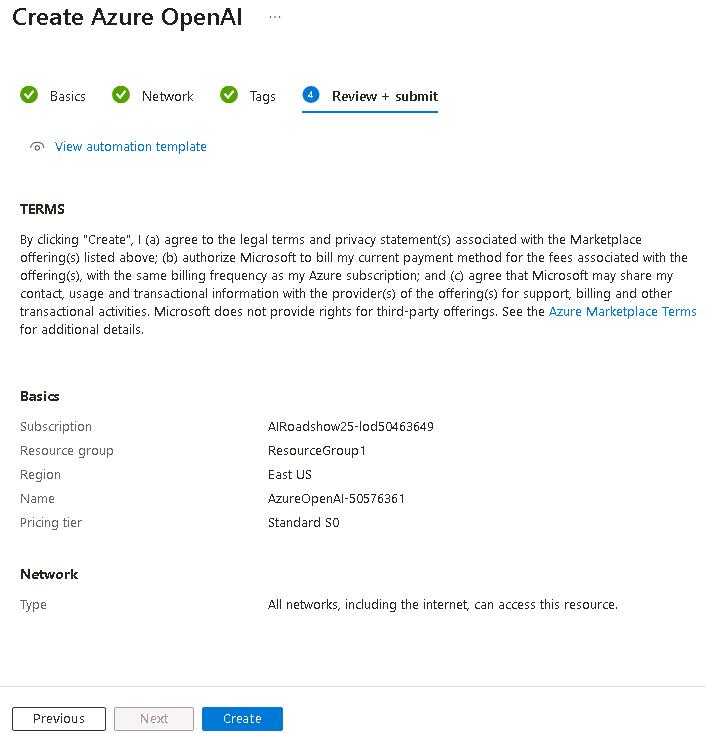 Create Azure OpenAI ...
Basics Network Tags 4 Review + submit
View automation template
TERMS
By clicking "Create", I (a) agree to the legal terms and privacy statement(s) associated with the Marketplace
offering(s) listed above; (b) authorize Microsoft to bill my current payment method for the fees associated with the
offering(s), with the same billing frequency as my Azure subscription; and (c) agree that Microsoft may share my
contact, usage and transactional information with the provider(s) of the offering(s) for support, billing and other
transactional activities. Microsoft does not provide rights for third-party offerings. See the Azure Marketplace Terms
for additional details.
Basics
Subscription AIRoadshow25-lod50463649
Resource group ResourceGroup1
Region East US
Name AzureOpenAI-50576361
Pricing tier Standard S0
Network
Type All networks, including the internet, can access this resource.
Previous Next Create